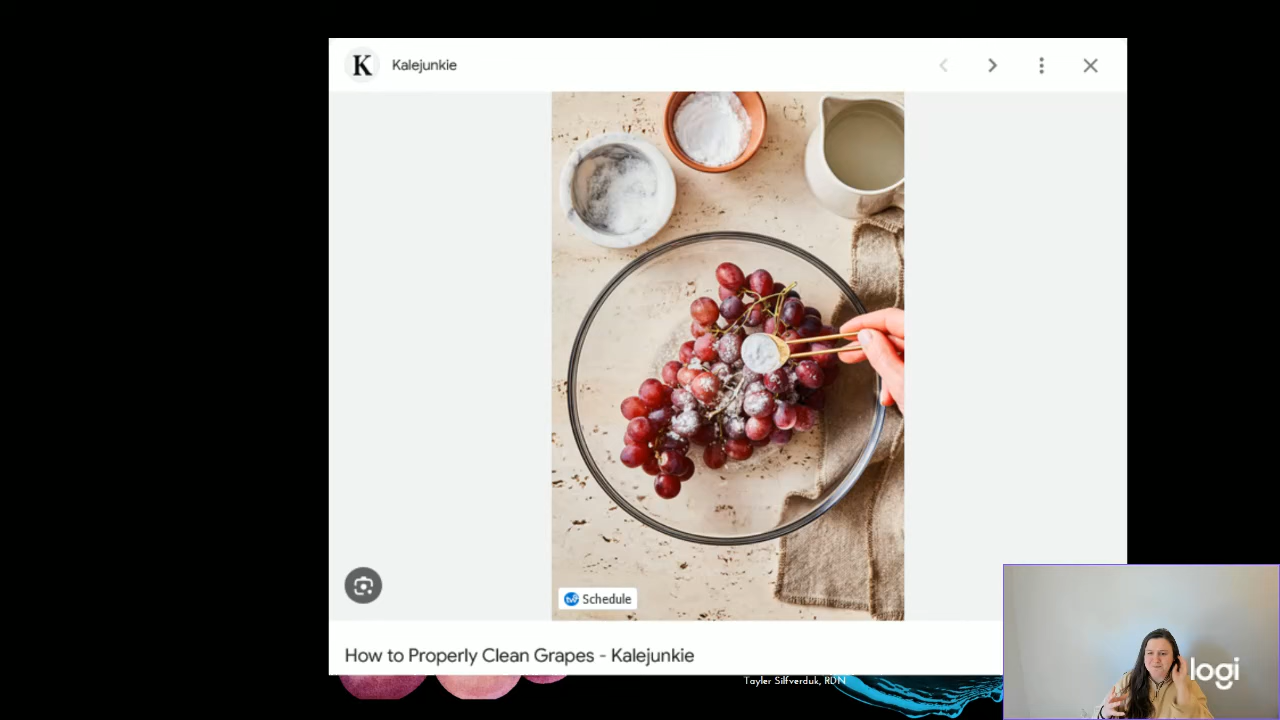 K
Kalejunkie
Schedule
How to Properly Clean Grapes - Kalejunkie
Tayler Silfverduk, RDN
logi